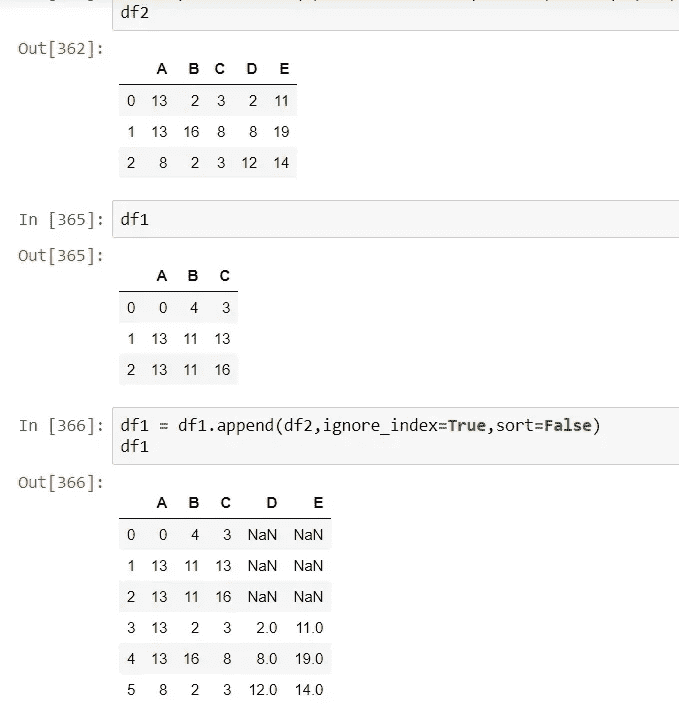 df2
Out[362]:
A B C D E
0 13 2 3 2 11
1 13 16 8 8 19
2 8 2 3 12 14
In [365]: df1
Out[365]:
A B C
0 0 4 3
1 13 11 13
2 13 11 16
In [366]: df1 = df1.append(df2,ignore_index=True,sort=False)
df1
Out[366]:
A B C D E
0 0 4 3 NaN NaN
1 13 11 13 NaN NaN
2 13 11 16 NaN NaN
3 13 2 3 2.0 11.0
4 13 16 8 8.0 19.0
5 8 2 3 12.0 14.0